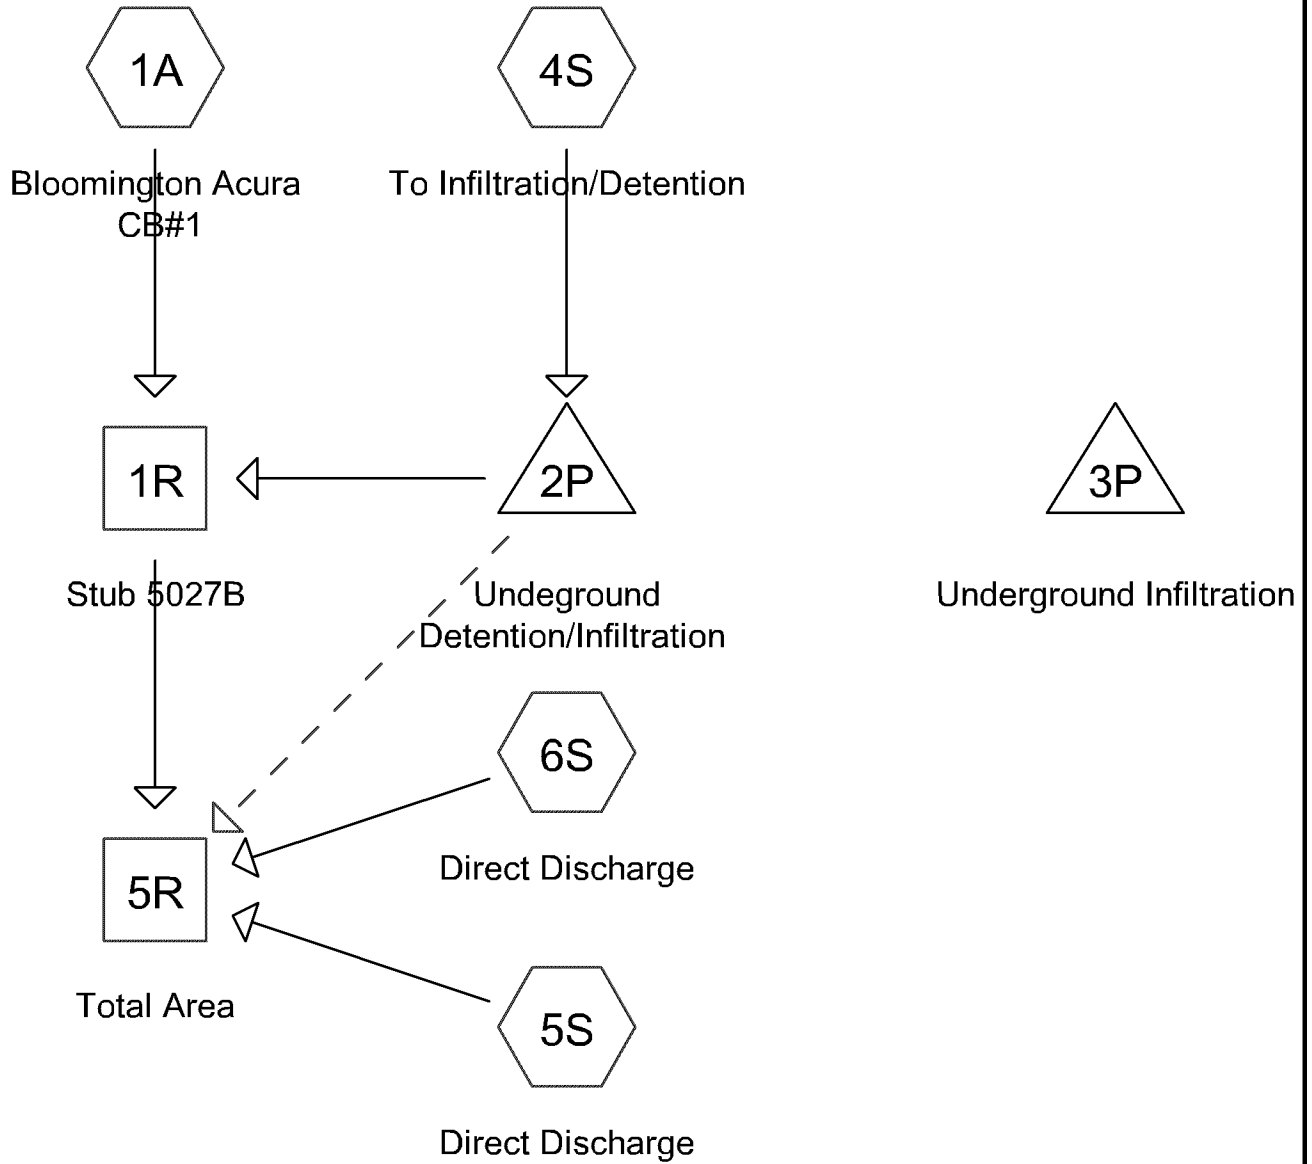 1A
4S
Bloomington Acura
CB#1
To Infiltration/Detention
1R
2P
3P
Stub 5027B
Undeground
Detention/Infiltration
Underground Infiltration
6S
Direct Discharge
5R
Total Area
5S
Direct Discharge